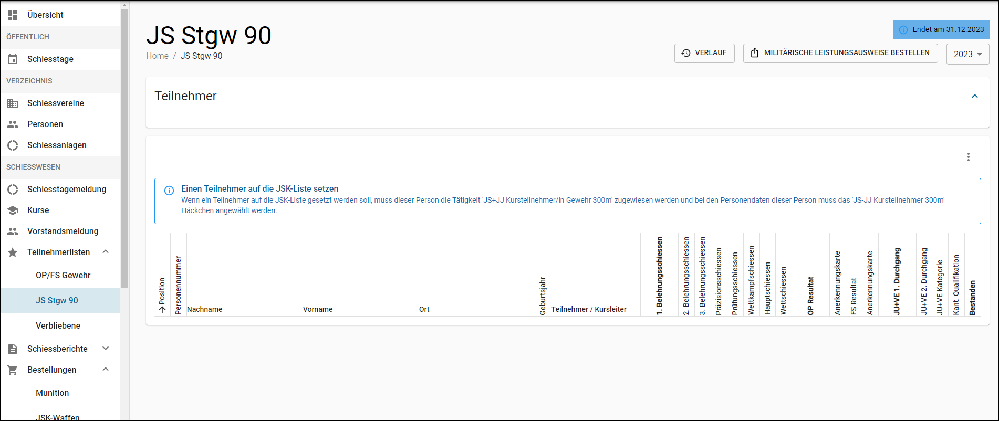 Übersicht
ÖFFENTLICH
Schiesstage
VERZEICHNIS
Schiessvereine
Personen
Schiessanlagen
SCHIESSWESEN
Schiesstagemeldung
Kurse
Vorstandsmeldung
Teilnehmerlisten
OP/FS Gewehr
JS Stgw 90
Verbliebene
Schiessberichte
Bestellungen
Munition
JSK-Waffen
JS Stgw 90
Home / JS Stgw 90
Endet am 31.12.2023
VERLAUF
MILITÄRISCHE LEISTUNGSAUSWEISE BESTELLEN
2023
Teilnehmer
Einen Teilnehmer auf die JSK-Liste setzen
Wenn ein Teilnehmer auf die JSK-Liste gesetzt werden soll, muss dieser Person die Tätigkeit 'JS+JJ Kursteilnehmer/in Gewehr 300m' zugewiesen werden und bei den Personendaten dieser Person muss das 'JS-JJ Kursteilnehmer 300m'
Häckchen angewählt werden.
Position
Personennummer
Nachname
Vorname
Ort
Geburtsjahr
Teilnehmer / Kursleiter
1. Belehrungsschiessen
2. Belehrungsschiessen
3. Belehrungsschiessen
Präzisionsschiessen
Prüfungsschiessen
Wettkampfschiessen
Hauptschiessen
Wettschiessen
OP Resultat
Anerkennungskarte
FS Resultat
Anerkennungskarte
JU+VE 1. Durchgang
JU+VE 2. Durchgang
JU+VE Kategorie
Kant. Qualifikation
Bestanden